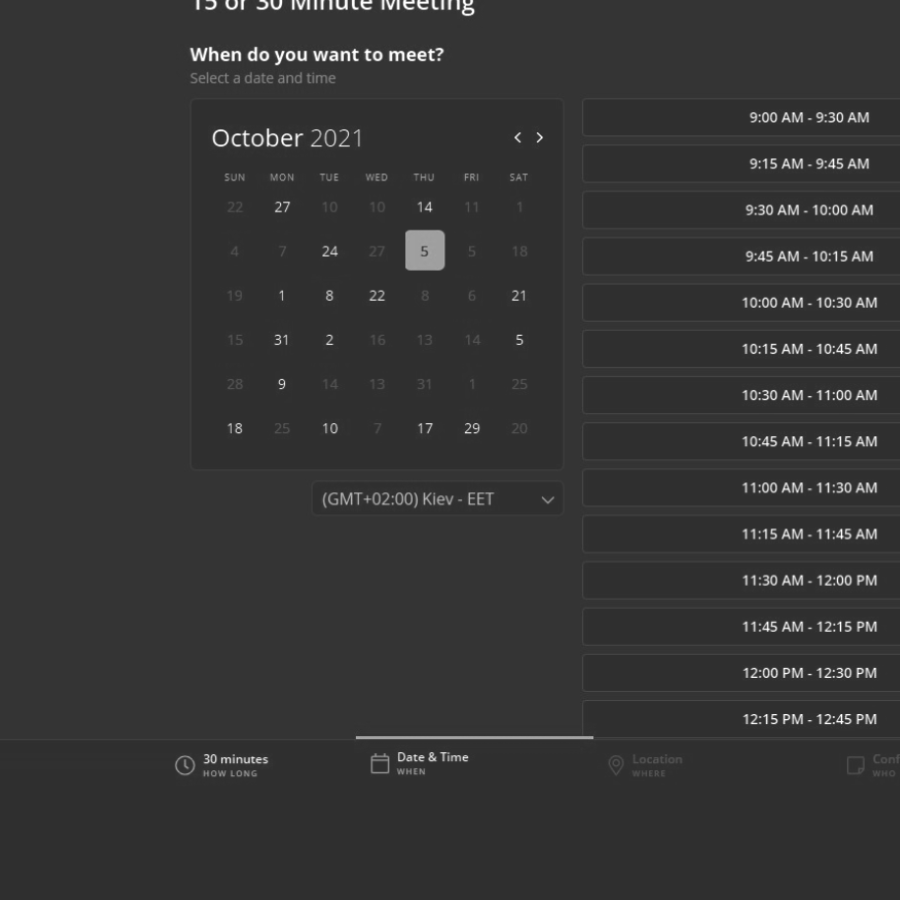 15 or 30 Minute Meeting
When do you want to meet?
Select a date and time
October 2021
SUN MON TUE WED THU FRI SAT
22 27 10 10 14 11 1
4 7 24 27 5 5 18
19 1 8 22 8 6 21
15 31 2 16 13 14 5
28 9 14 13 31 1 25
18 25 10 7 17 29 20
(GMT+02:00) Kiev - EET
9:00 AM - 9:30 AM
9:15 AM - 9:45 AM
9:30 AM - 10:00 AM
9:45 AM - 10:15 AM
10:00 AM - 10:30 AM
10:15 AM - 10:45 AM
10:30 AM - 11:00 AM
10:45 AM - 11:15 AM
11:00 AM - 11:30 AM
11:15 AM - 11:45 AM
11:30 AM - 12:00 PM
11:45 AM - 12:15 PM
12:00 PM - 12:30 PM
12:15 PM - 12:45 PM
30 minutes
HOW LONG
Date & Time
WHEN
Location
WHERE
Conf
WHO